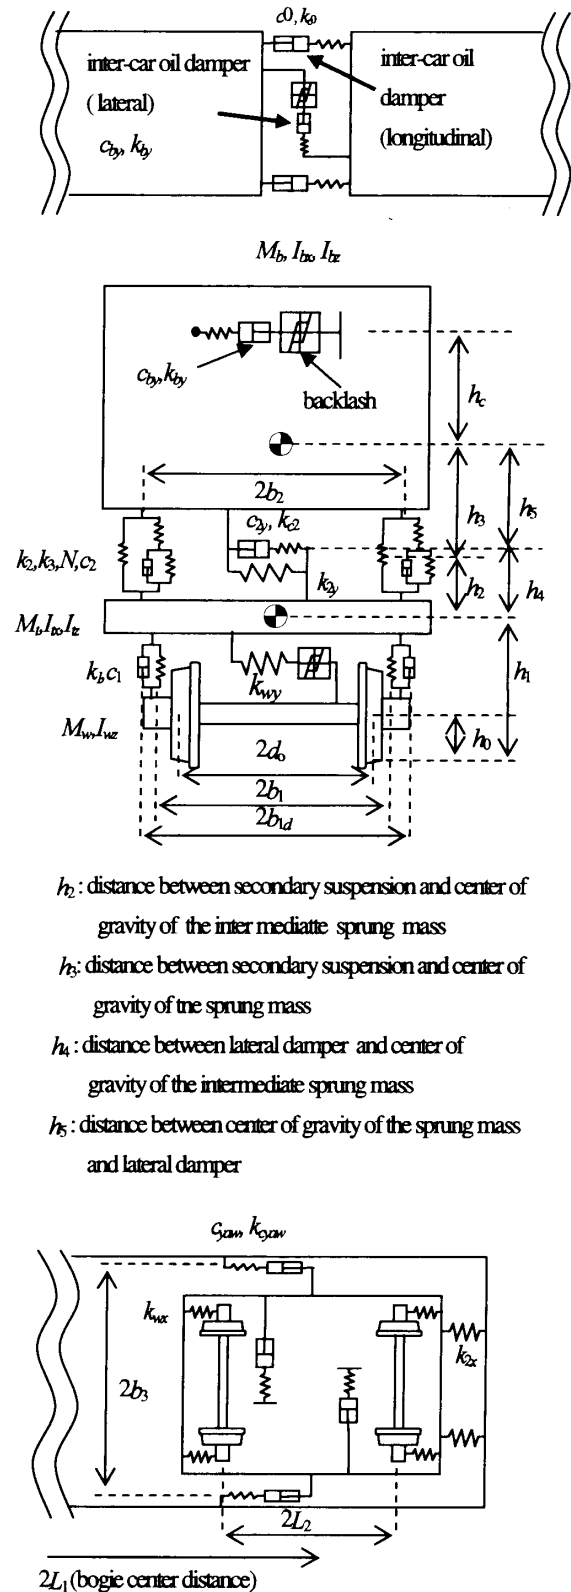 c0, k0
inter-car oil damper
(lateral)
cby, kby
inter-car oil
damper
(longitudinal)
Mb, Ibx, Ibz
cby, kby
backlash
hc
2b2
c2y, kc2
h3
h5
k2, k3, N, c2
k2y
h2
h4
Mt, Itx, Itz
k1, c1
kwy
h1
Mw, Iwz
2d0
h0
2b1
2b1d
h2 : distance between secondary suspension and center of
gravity of the inter mediatte sprung mass
h3: distance between secondary suspension and center of
gravity of tne sprung mass
h4 : distance between lateral damper and center of
gravity of the intermediate sprung mass
h5 : distance between center of gravity of the sprung mass
and lateral damper
cyaw, kcyaw
kwx
k2x
2b3
2L2
2L1 (bogie center distance)